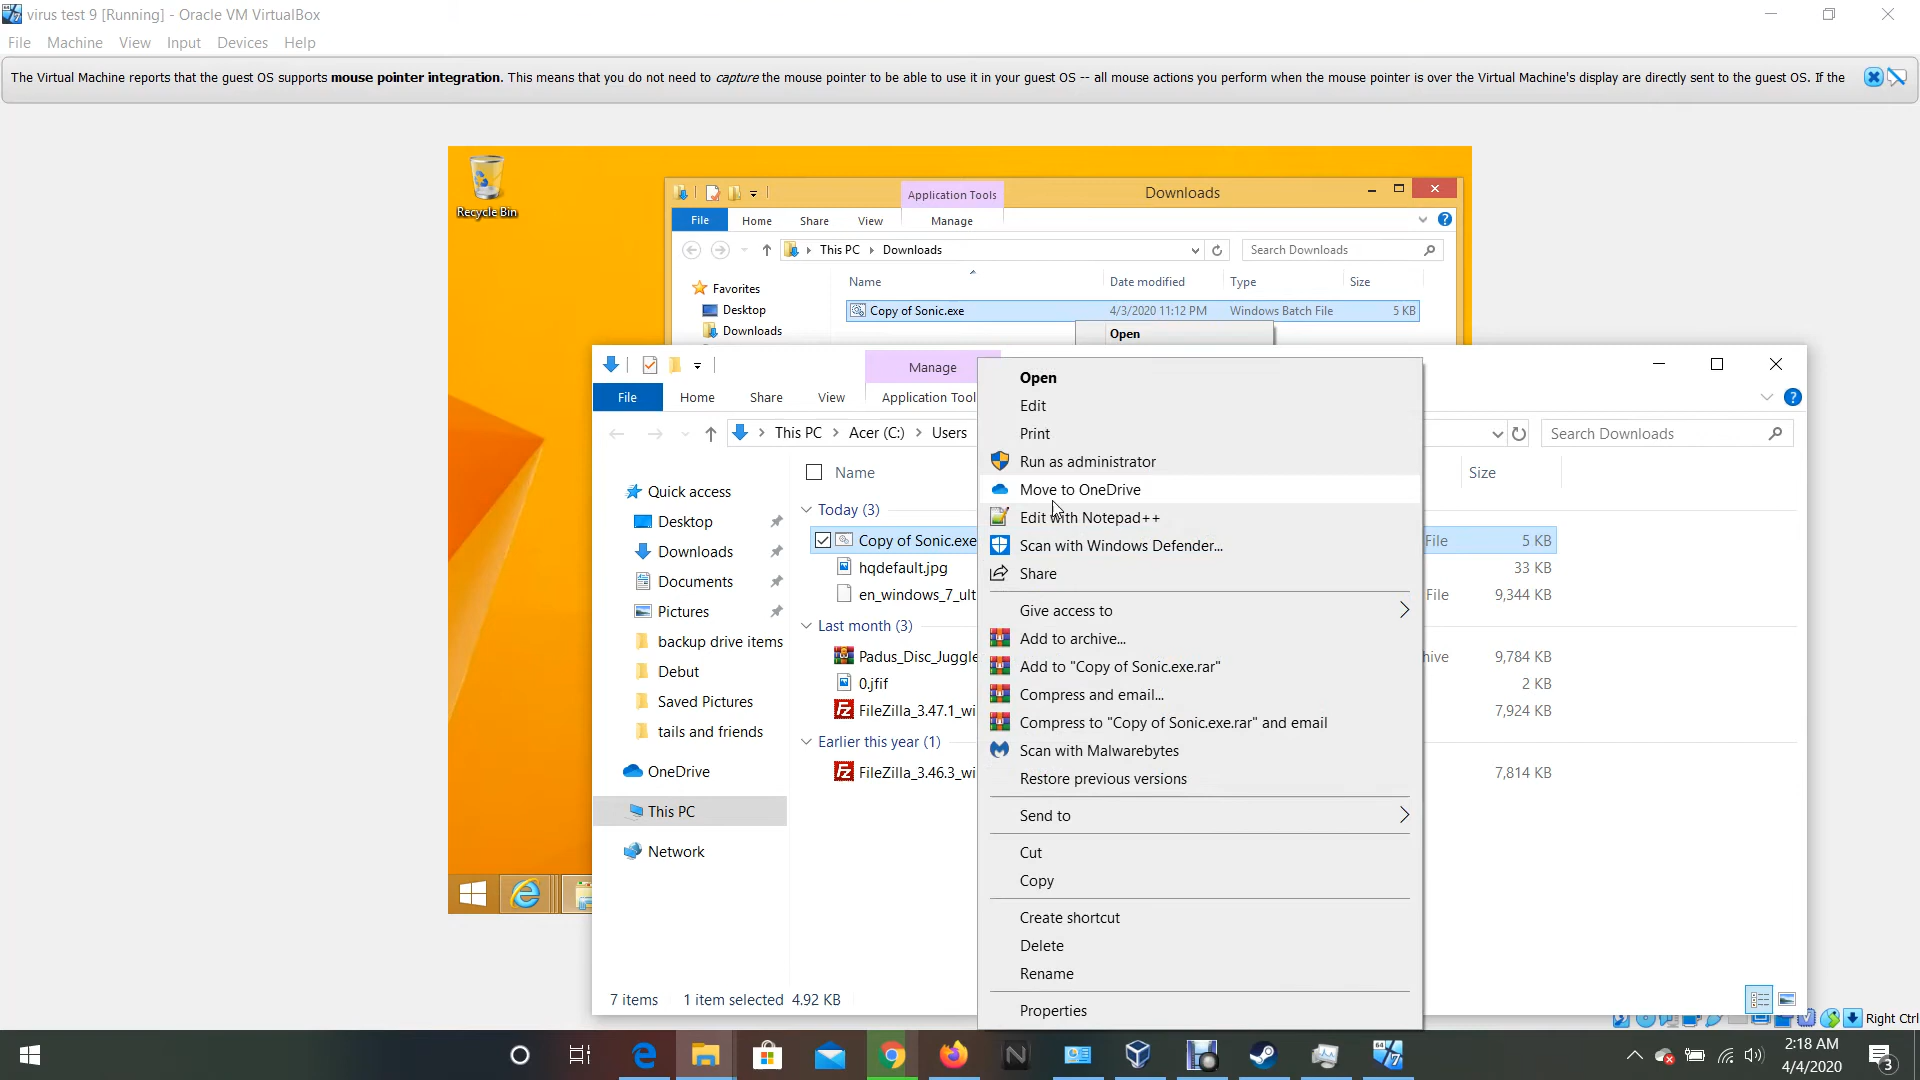 virus test 9 [Running] - Oracle VM VirtualBox
File Machine View Input Devices Help
The Virtual Machine reports that the guest OS supports mouse pointer integration. This means that you do not need to capture the mouse pointer to be able to use it in your guest OS -- all mouse actions you perform when the mouse pointer is over the Virtual Machine's display are directly sent to the guest OS. If the
Recycle Bin
Application Tools
Downloads
File Home Share View Manage
This PC Downloads
Search Downloads
Name Date modified Type Size
Favorites
Copy of Sonic.exe 4/3/2020 11:12 PM Windows Batch File 5 KB
Desktop
Downloads
Open
Manage
File Home Share View Application Tool
This PC Acer (C:) Users
Search Downloads
Name Size
Quick access
Desktop
Downloads
Documents
Pictures
backup drive items
Debut
Saved Pictures
tails and friends
OneDrive
This PC
Network
Today (3)
Copy of Sonic.exe File 5 KB
hqdefault.jpg 33 KB
en_windows_7_ult File 9,344 KB
Last month (3)
Padus_Disc_Juggle hive 9,784 KB
0.jfif 2 KB
FileZilla_3.47.1_wi 7,924 KB
Earlier this year (1)
FileZilla_3.46.3_wi 7,814 KB
Open
Edit
Print
Run as administrator
Move to OneDrive
Edit with Notepad++
Scan with Windows Defender...
Share
Give access to
Add to archive...
Add to "Copy of Sonic.exe.rar"
Compress and email...
Compress to "Copy of Sonic.exe.rar" and email
Scan with Malwarebytes
Restore previous versions
Send to
Cut
Copy
Create shortcut
Delete
Rename
Properties
7 items 1 item selected 4.92 KB
Right Ctrl
2:18 AM
4/4/2020
3